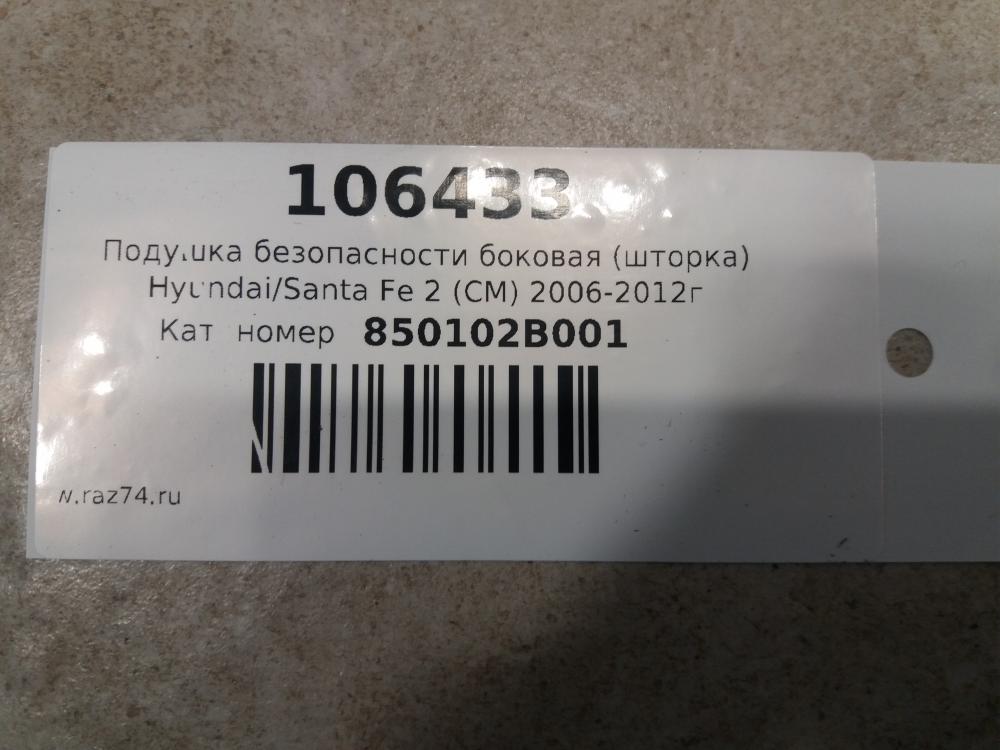 106433
Подушка безопасности боковая (шторка)
Hyundai/Santa Fe 2 (CM) 2006-2012г
Кат номер 850102B001
w.raz74.ru